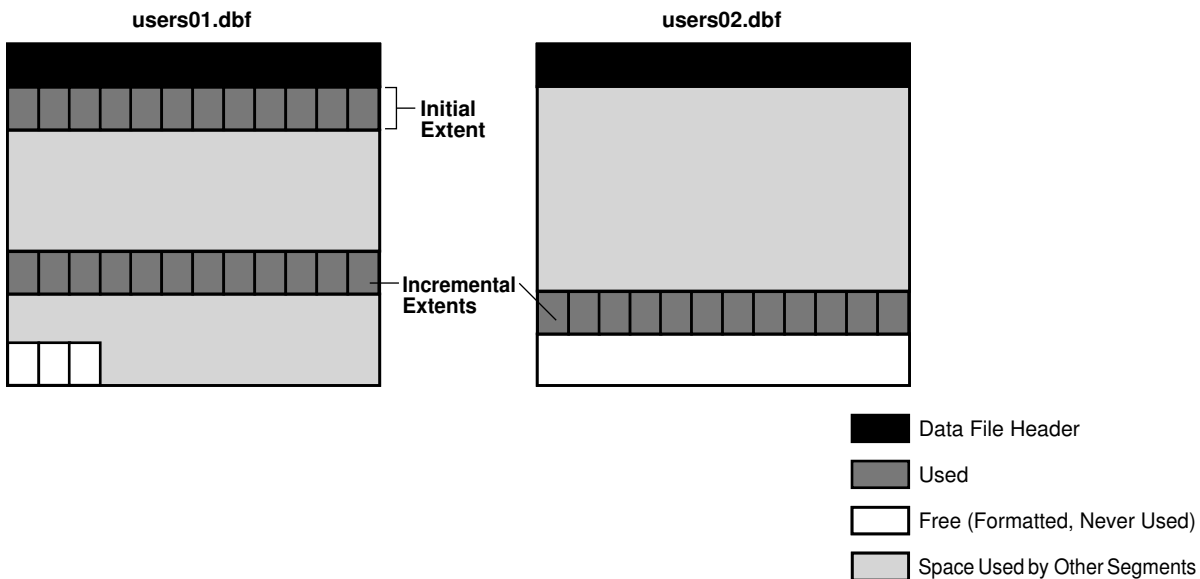 users01.dbf
users02.dbf
Initial
Extent
Incremental
Extents
Data File Header
Used
Free (Formatted, Never Used)
Space Used by Other Segments